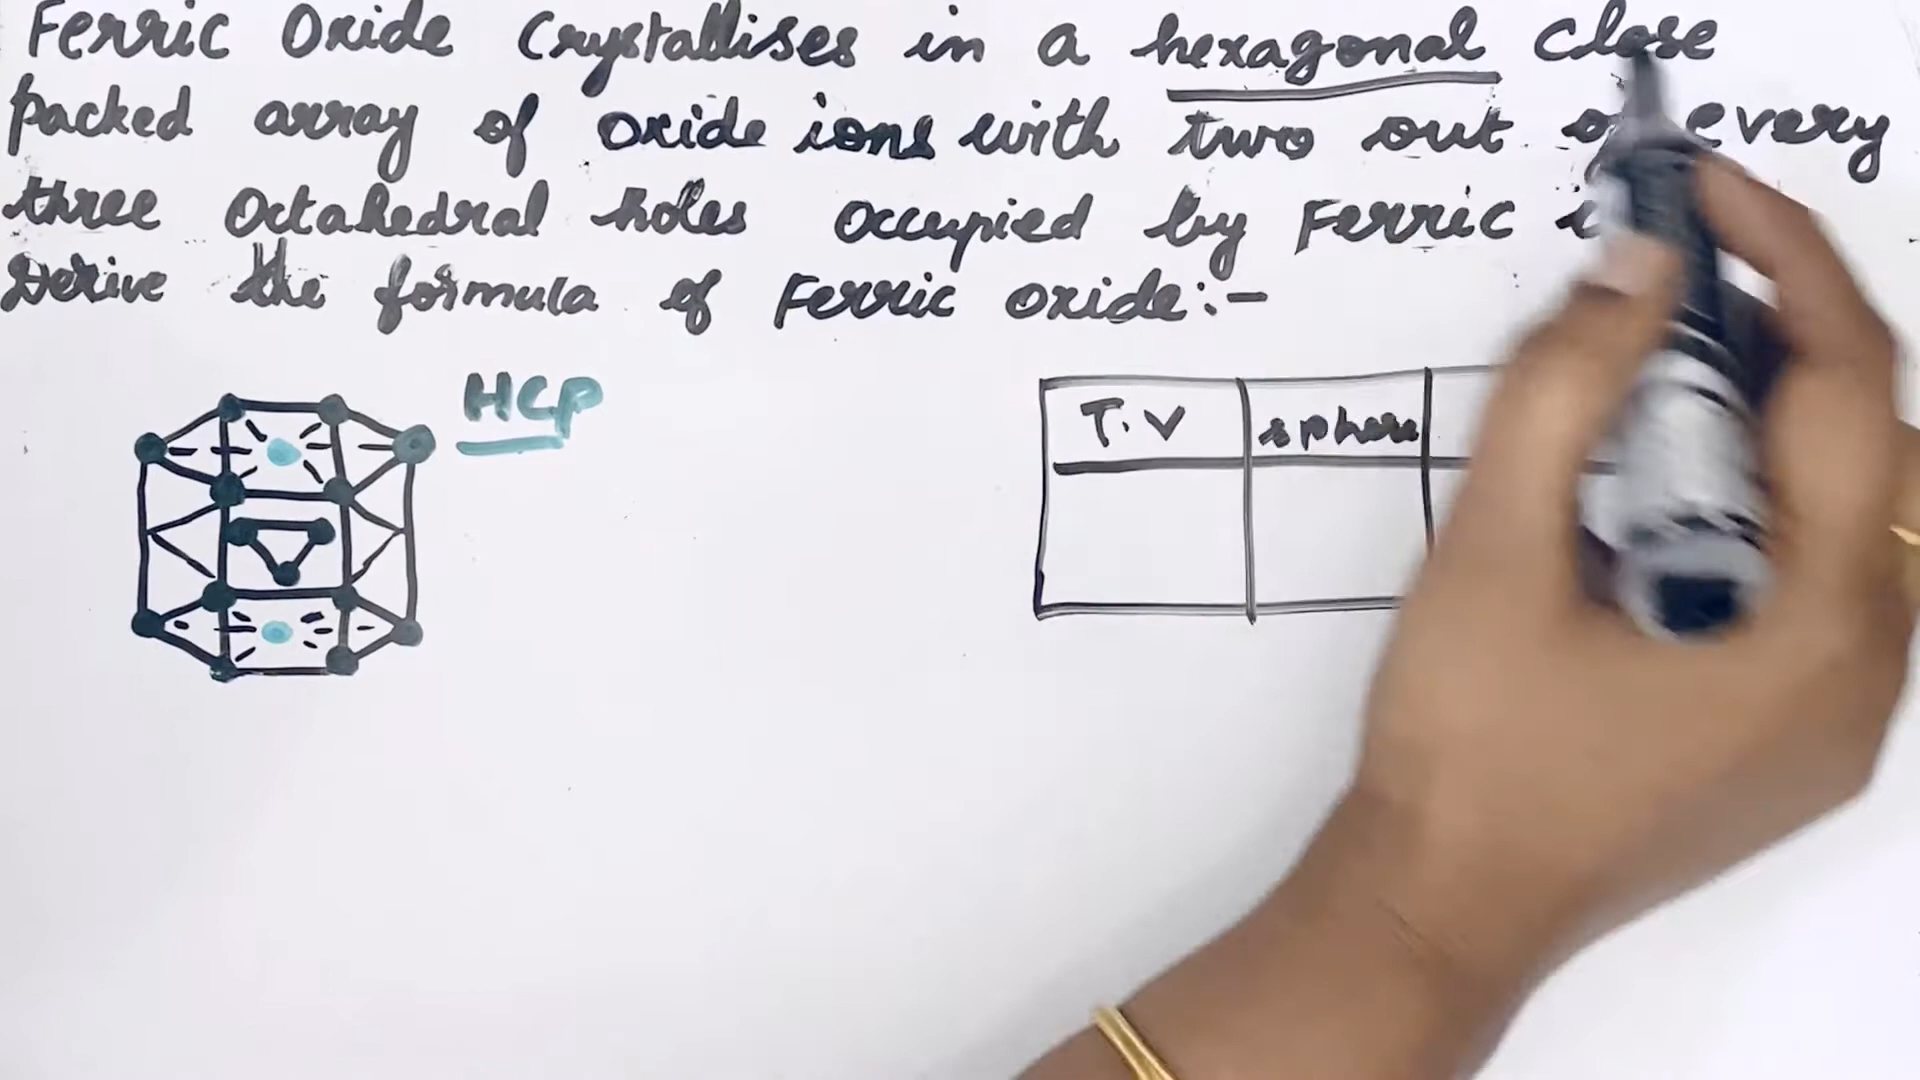 Ferric Oxide Crystallises in a hexagonal close
packed array of oxide ions with two out every
three Octahedral holes occupied by Ferric
Derive the formula of Ferric oxide:-
HCP
T.V sphere